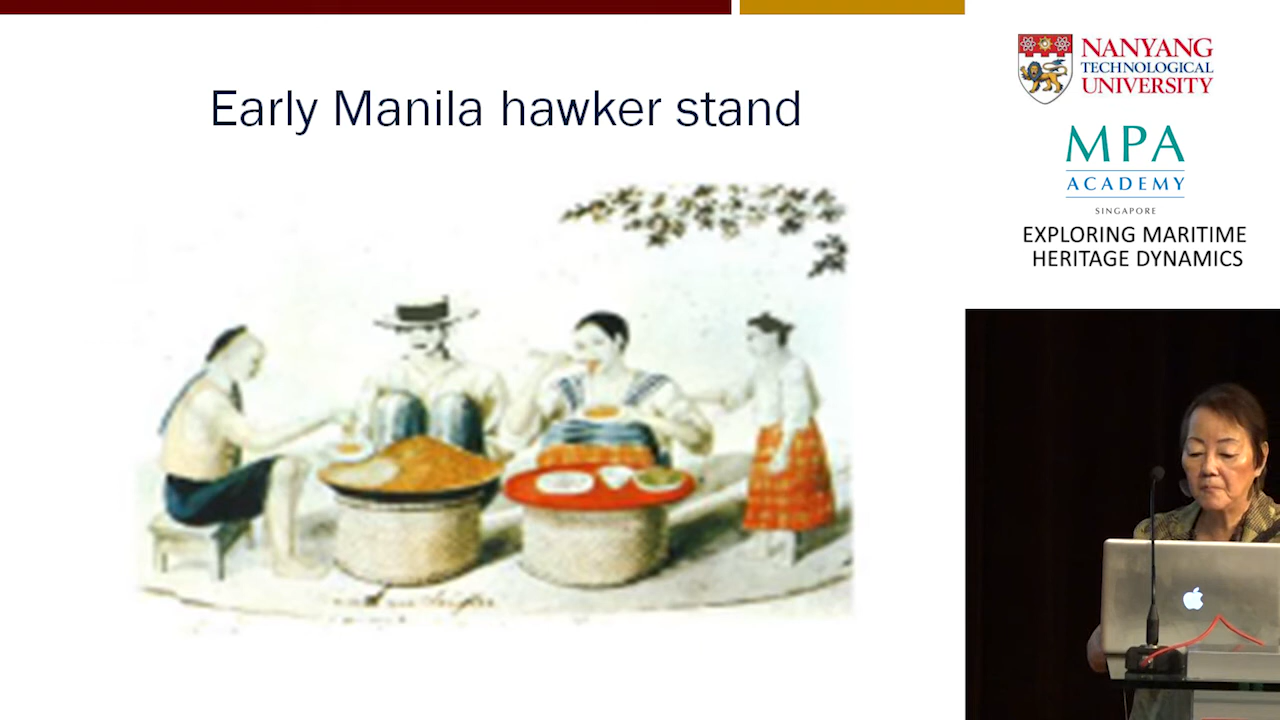 Early Manila hawker stand
NANYANG
TECHNOLOGICAL
UNIVERSITY
MPA
ACADEMY
SINGAPORE
EXPLORING MARITIME
HERITAGE DYNAMICS